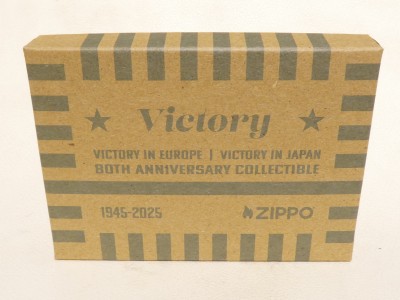 Victory
VICTORY IN EUROPE | VICTORY IN JAPAN
80TH ANNIVERSARY COLLECTIBLE
1945-2025 ZIPPO